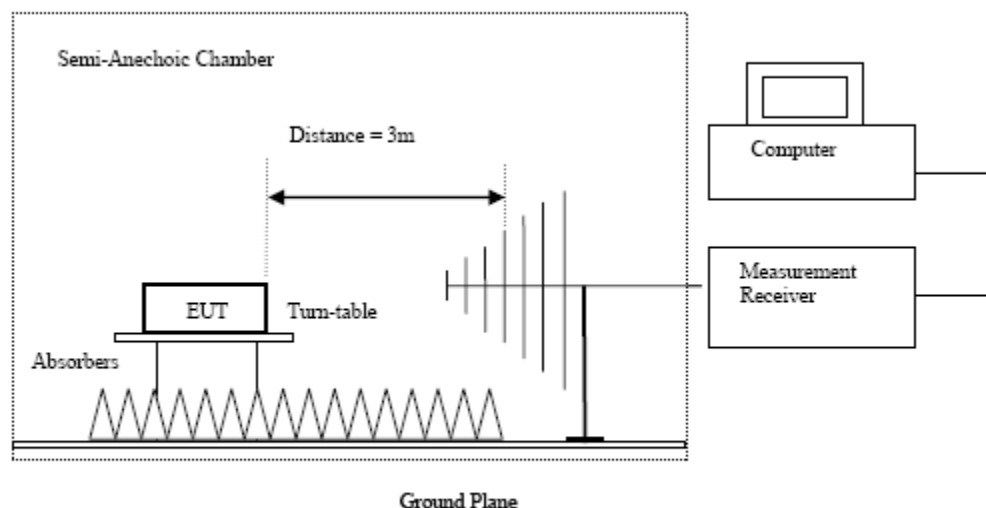 Semi-Anechoic Chamber
Distance = 3m
Computer
Measurement
Receiver
EUT
Turn-table
Absorbers
Ground Plane